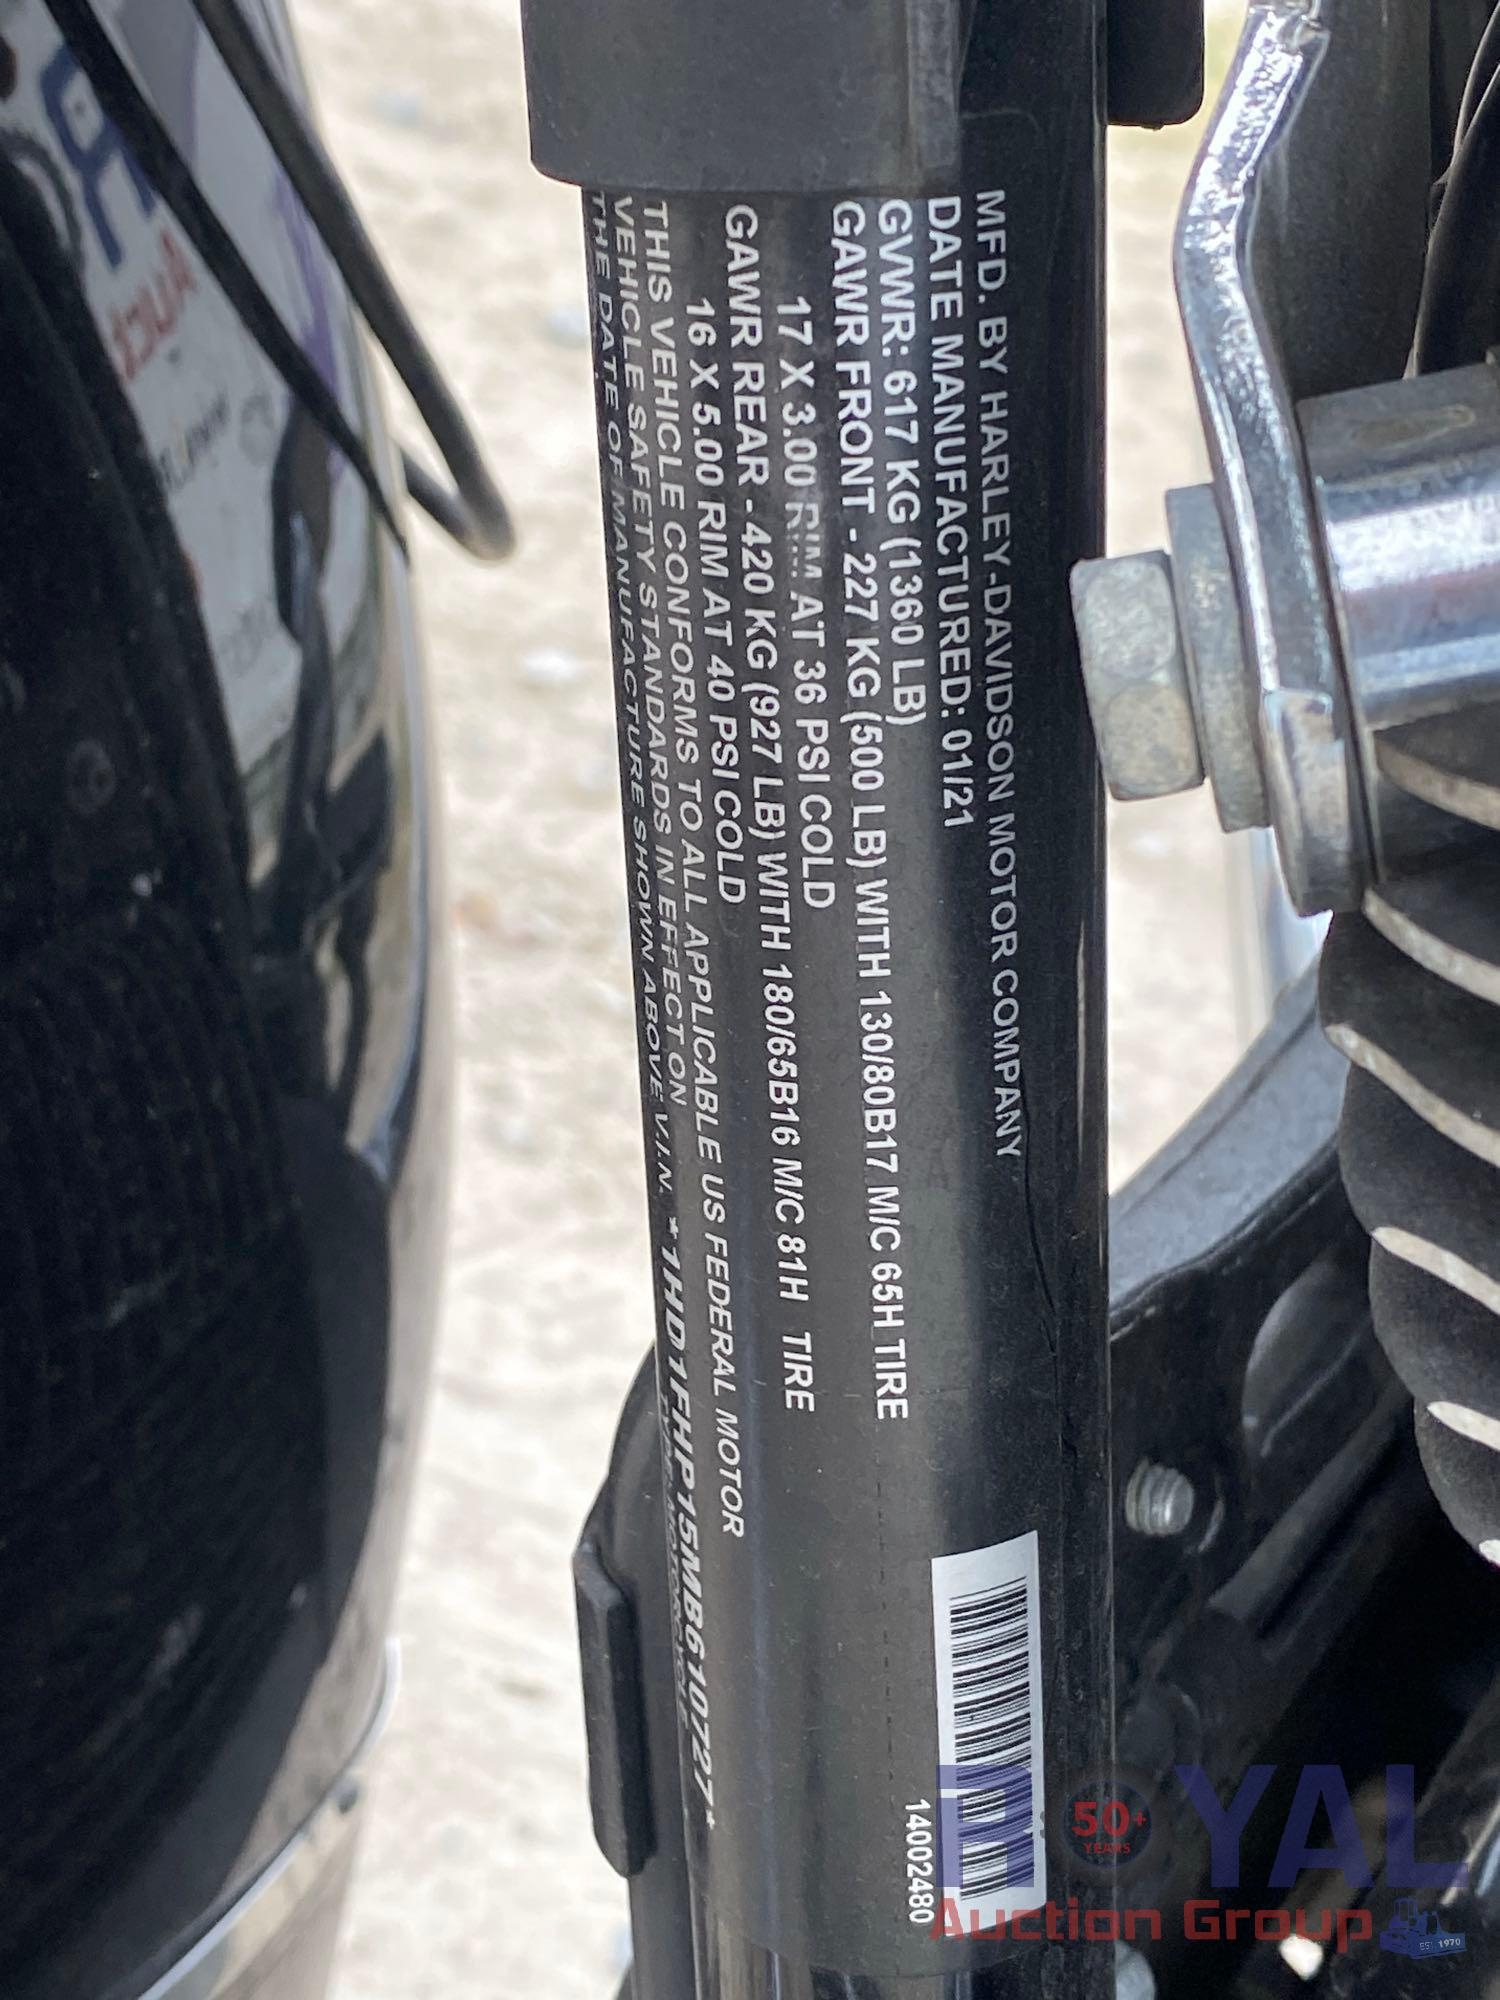 MFD. BY HARLEY-DAVIDSON MOTOR COMPANY
DATE MANUFACTURED: 01/21
GVWR: 617 KG (1360 LB)
GAWR FRONT - 227 KG (500 LB) WITH 130/80B17 M/C 65H TIRE
17 X 3.00 RIM AT 36 PSI COLD
GAWR REAR - 420 KG (927 LB) WITH 180/65B16 M/C 81H TIRE
16 X 5.00 RIM AT 40 PSI COLD
THIS VEHICLE CONFORMS TO ALL APPLICABLE US FEDERAL MOTOR
VEHICLE SAFETY STANDARDS IN EFFECT ON
THE DATE OF MANUFACTURE SHOWN ABOVE V.I.N. *1HD1FHP15MB610727*
TYPE: MOTORCYCLE
14002480
ROYAL
50+
YEARS
Auction Group
EST. 1970